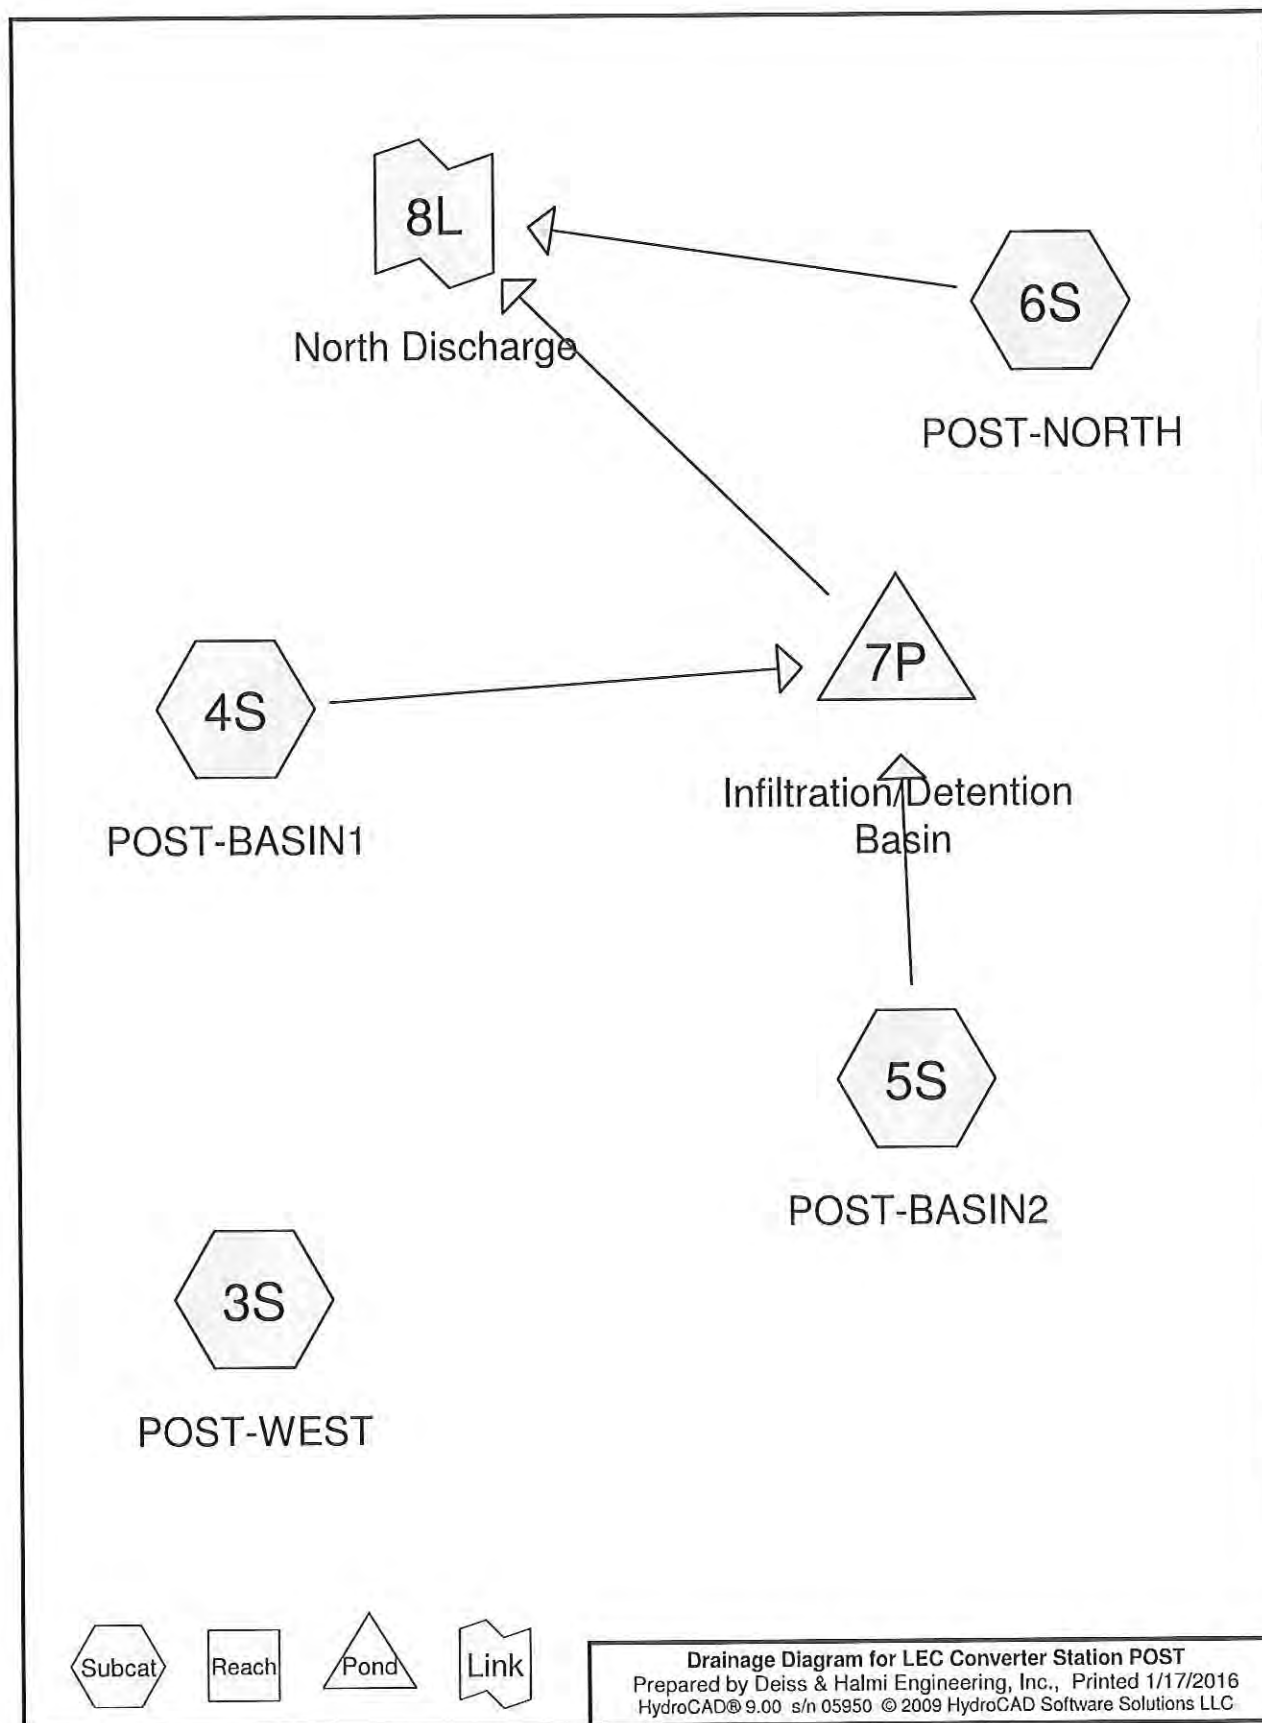 8L
North Discharge
6S
POST-NORTH
4S
POST-BASIN1
7P
Infiltration/Detention
Basin
5S
POST-BASIN2
3S
POST-WEST
Subcat
Reach
Pond
Link
Drainage Diagram for LEC Converter Station POST
Prepared by Deiss & Halmi Engineering, Inc., Printed 1/17/2016
HydroCAD® 9.00 s/n 05950 © 2009 HydroCAD Software Solutions LLC